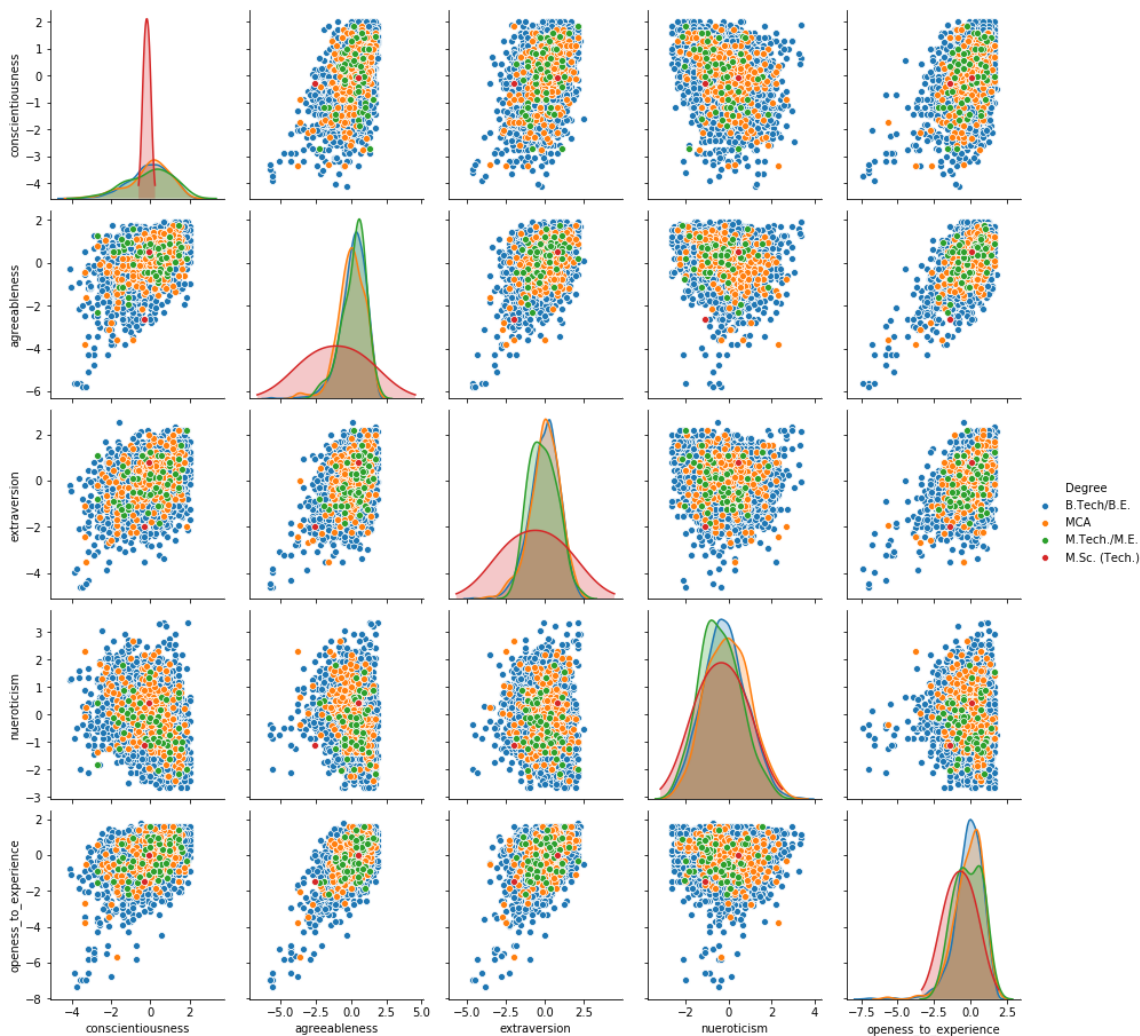 conscientiousness
2
1
0
−1
−2
−3
−4
agreeableness
2
0
−2
−4
−6
extraversion
2
0
−2
−4
Degree
B.Tech/B.E.
MCA
M.Tech./M.E.
M.Sc. (Tech.)
nueroticism
3
2
1
0
−1
−2
−3
openess_to_experience
2
0
−2
−4
−6
−8
−4 −2 0 2
−5.0 −2.5 0.0 2.5 5.0
−5.0 −2.5 0.0 2.5
−2 0 2 4
−7.5 −5.0 −2.5 0.0 2.5
conscientiousness agreeableness extraversion nueroticism openess_to_experience